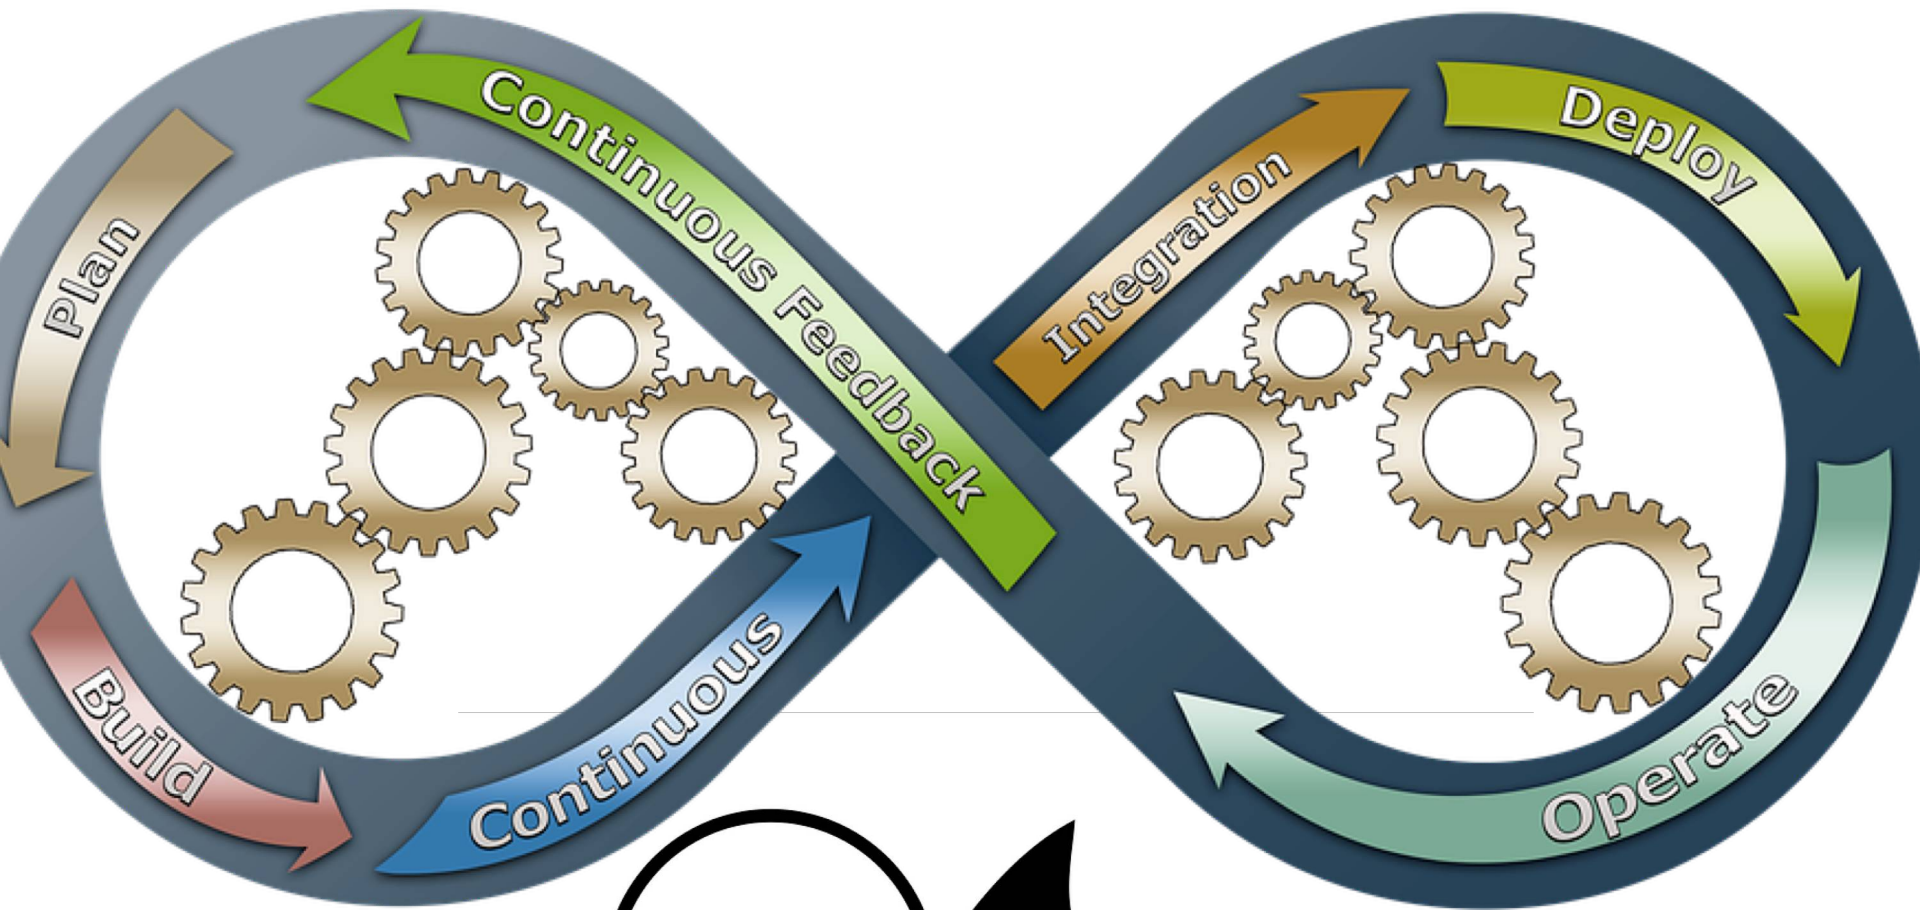 Continuous Feedback
Plan
Build
Continuous
Integration
Deploy
Operate